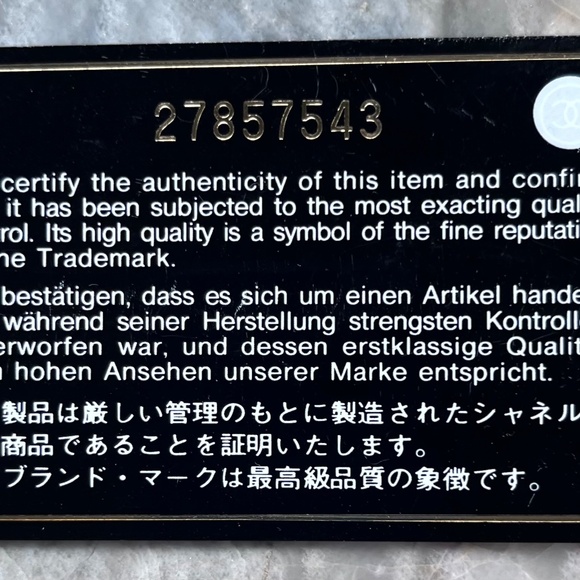 27857543
certify the authenticity of this item and confir
it has been subjected to the most exacting qual
rol. Its high quality is a symbol of the fine reputati
he Trademark.
bestätigen, dass es sich um einen Artikel hande
während seiner Herstellung strengsten Kontroll
erworfen war, und dessen erstklassige Qualit
hohen Ansehen unserer Marke entspricht.
製品は厳しい管理のもとに製造されたシャネル
商品であることを証明いたします。
ブランド・マークは最高級品質の象徴です。